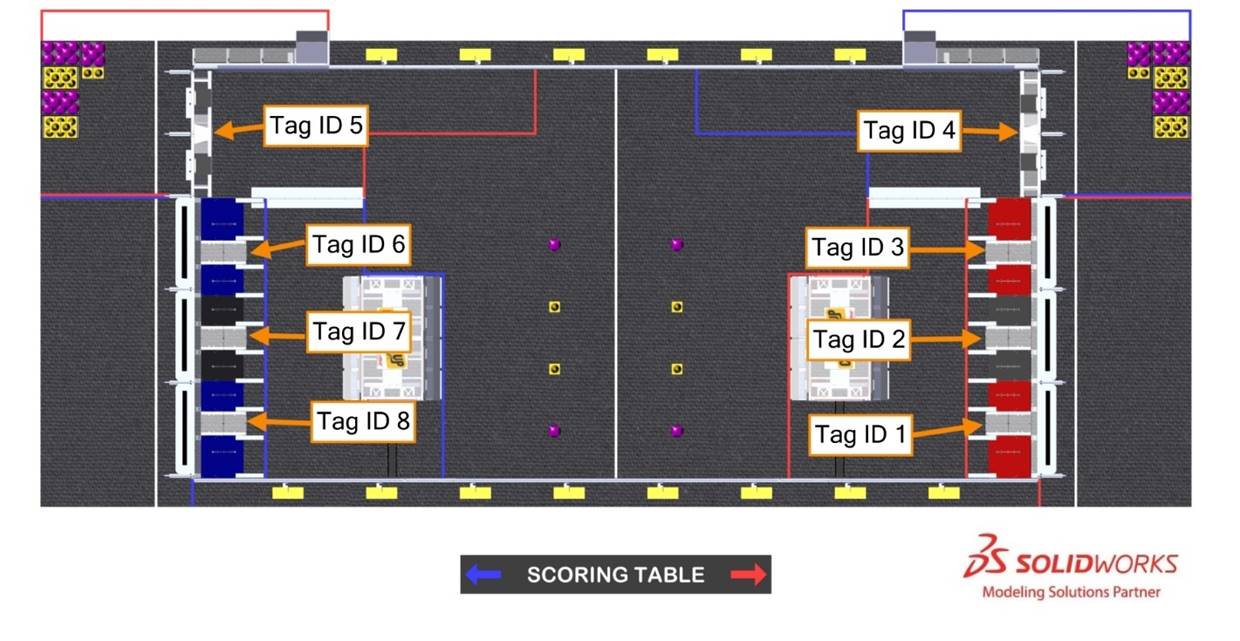 Tag ID 5
Tag ID 4
Tag ID 6
Tag ID 3
Tag ID 7
Tag ID 2
Tag ID 8
Tag ID 1
SCORING TABLE
SOLIDWORKS
Modeling Solutions Partner